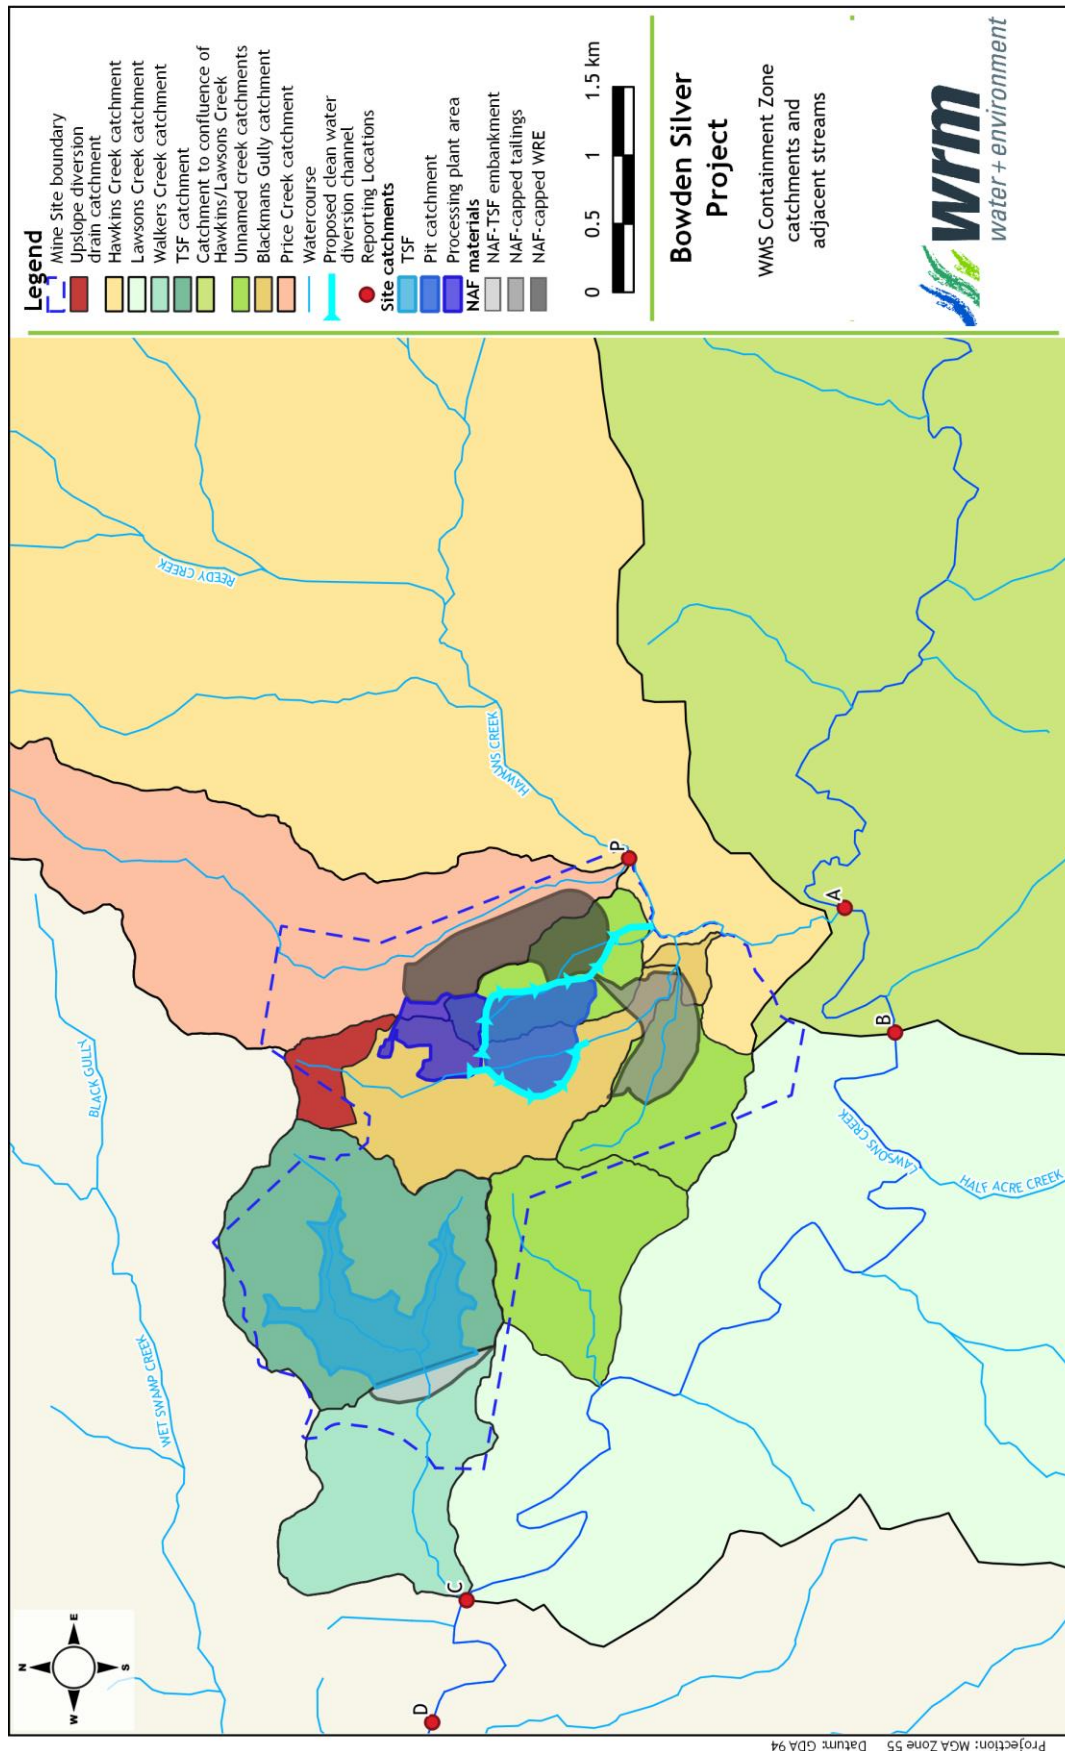 Legend
Mine Site boundary
Upslope diversion
drain catchment
Hawkins Creek catchment
Lawsons Creek catchment
Walkers Creek catchment
TSF catchment
Catchment to confluence of
Hawkins/Lawsons Creek
Unnamed creek catchments
Blackmans Gully catchment
Price Creek catchment
Watercourse
Proposed clean water
diversion channel
Reporting Locations
Site catchments
TSF
Pit catchment
Processing plant area
NAF materials
NAF-TSF embankment
NAF-capped tailings
NAF-capped WRE
0 0.5 1 1.5 km
Bowden Silver
Project
WMS Containment Zone
catchments and
adjacent streams
wrm
water + environment
REEDY CREEK
HAWKINS CREEK
BLACK GULLY
WET SWAMP CREEK
LAWSONS CREEK
HALF ACRE CREEK
P
A
B
C
D
N
W E
S
Projection: MGA Zone 55 Datum: GDA 94